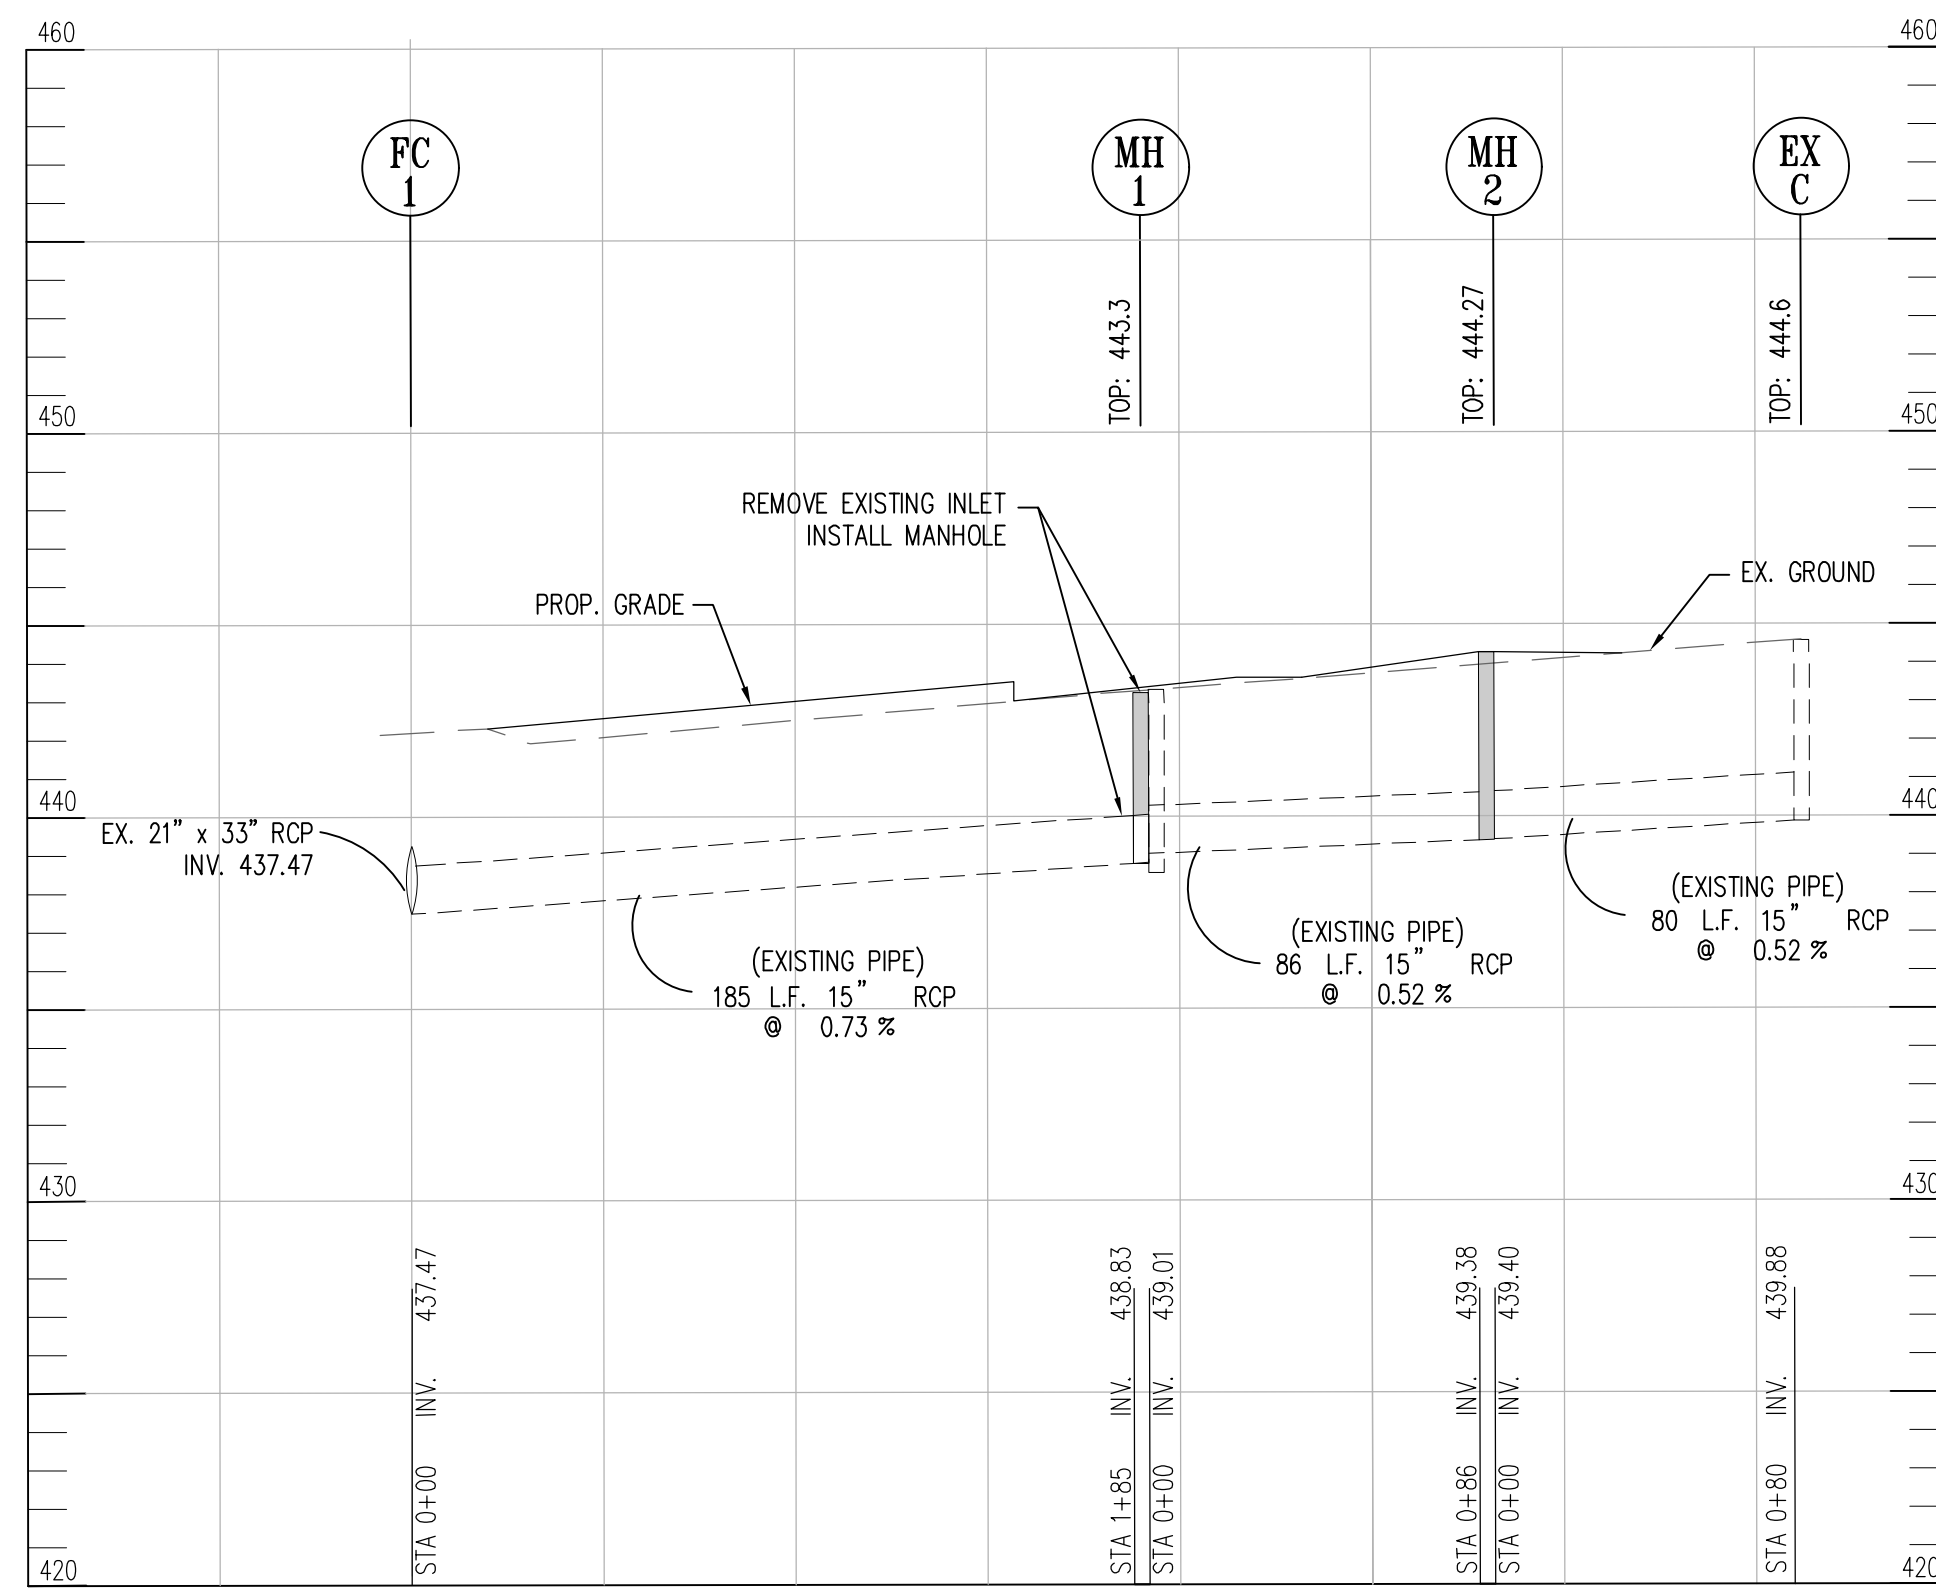 460
460
FC
1
MH
1
MH
2
EX
C
TOP: 443.3
TOP: 444.27
TOP: 444.6
450
450
REMOVE EXISTING INLET
INSTALL MANHOLE
EX. GROUND
PROP. GRADE
440
440
EX. 21" x 33" RCP
INV. 437.47
(EXISTING PIPE)
185 L.F. 15" RCP
@ 0.73 %
(EXISTING PIPE)
86 L.F. 15" RCP
@ 0.52 %
(EXISTING PIPE)
80 L.F. 15" RCP
@ 0.52 %
430
430
STA 0+00 INV. 437.47
STA 1+85 INV. 438.83
STA 0+00 INV. 439.01
STA 0+86 INV. 439.38
STA 0+00 INV. 439.40
STA 0+80 INV. 439.88
420
420